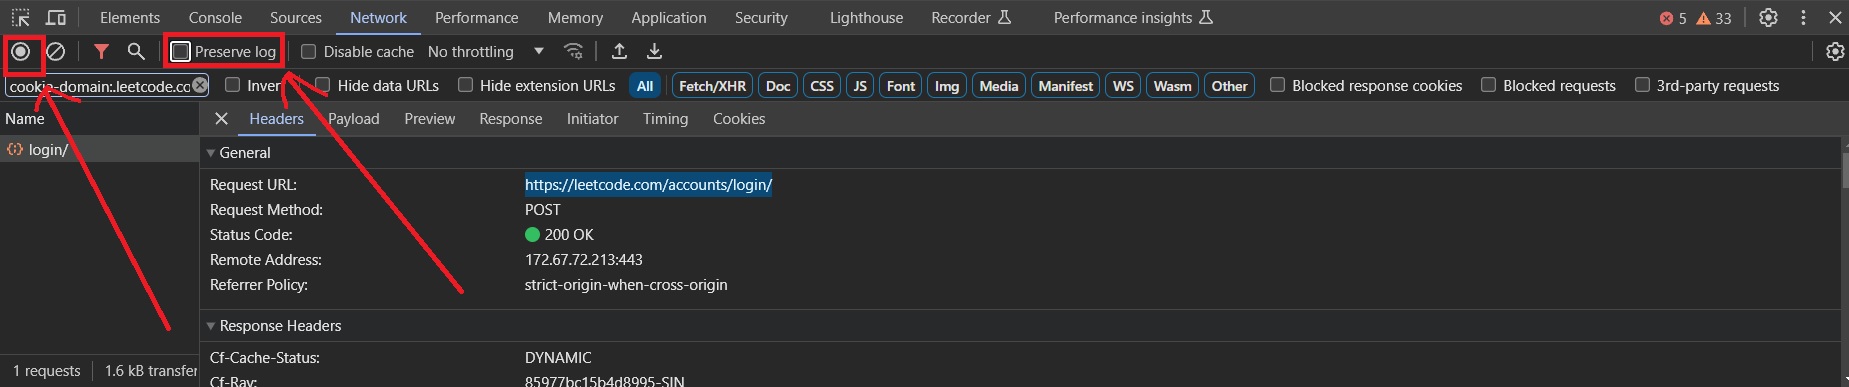 Elements Console Sources Network Performance Memory Application Security Lighthouse Recorder Performance insights 5 33
Preserve log Disable cache No throttling
cookie-domain:.leetcode.co Inver Hide data URLs Hide extension URLs All Fetch/XHR Doc CSS JS Font Img Media Manifest WS Wasm Other Blocked response cookies Blocked requests 3rd-party requests
Name Headers Payload Preview Response Initiator Timing Cookies
login/ General
Request URL: https://leetcode.com/accounts/login/
Request Method: POST
Status Code: 200 OK
Remote Address: 172.67.72.213:443
Referrer Policy: strict-origin-when-cross-origin
Response Headers
Cf-Cache-Status: DYNAMIC
1 requests 1.6 kB transfer Cf-Ray: 85977bc15b4d8995-SIN